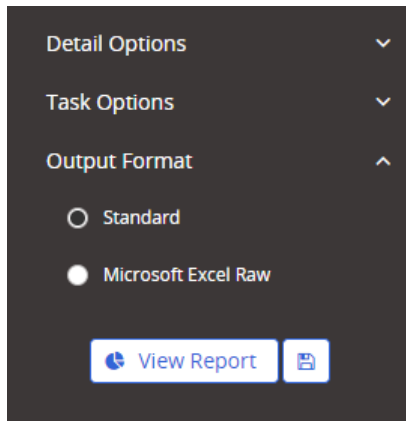 Detail Options
Task Options
Output Format
Standard
Microsoft Excel Raw
View Report